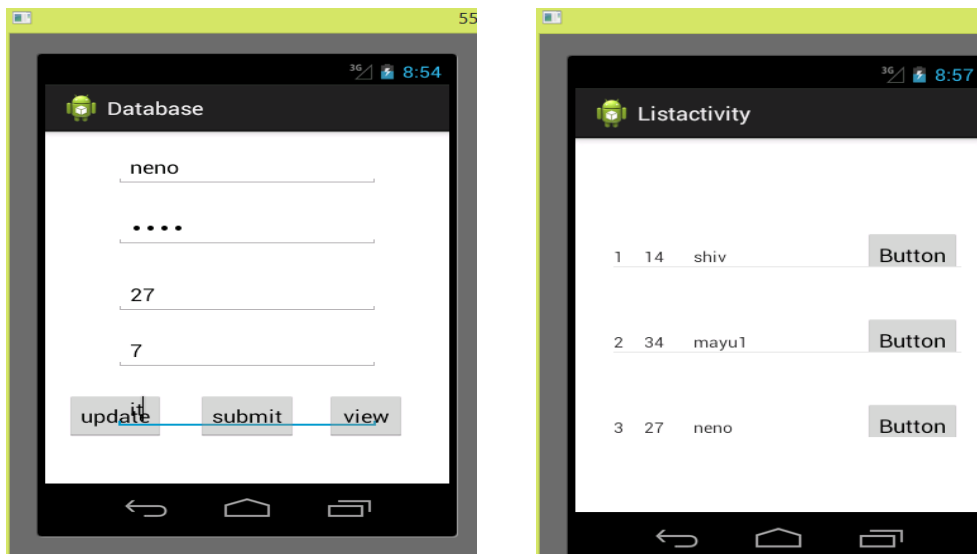 55
3G 8:54
Database
neno
••••
27
7
it
update submit view
3G 8:57
Listactivity
1 14 shiv Button
2 34 mayu1 Button
3 27 neno Button